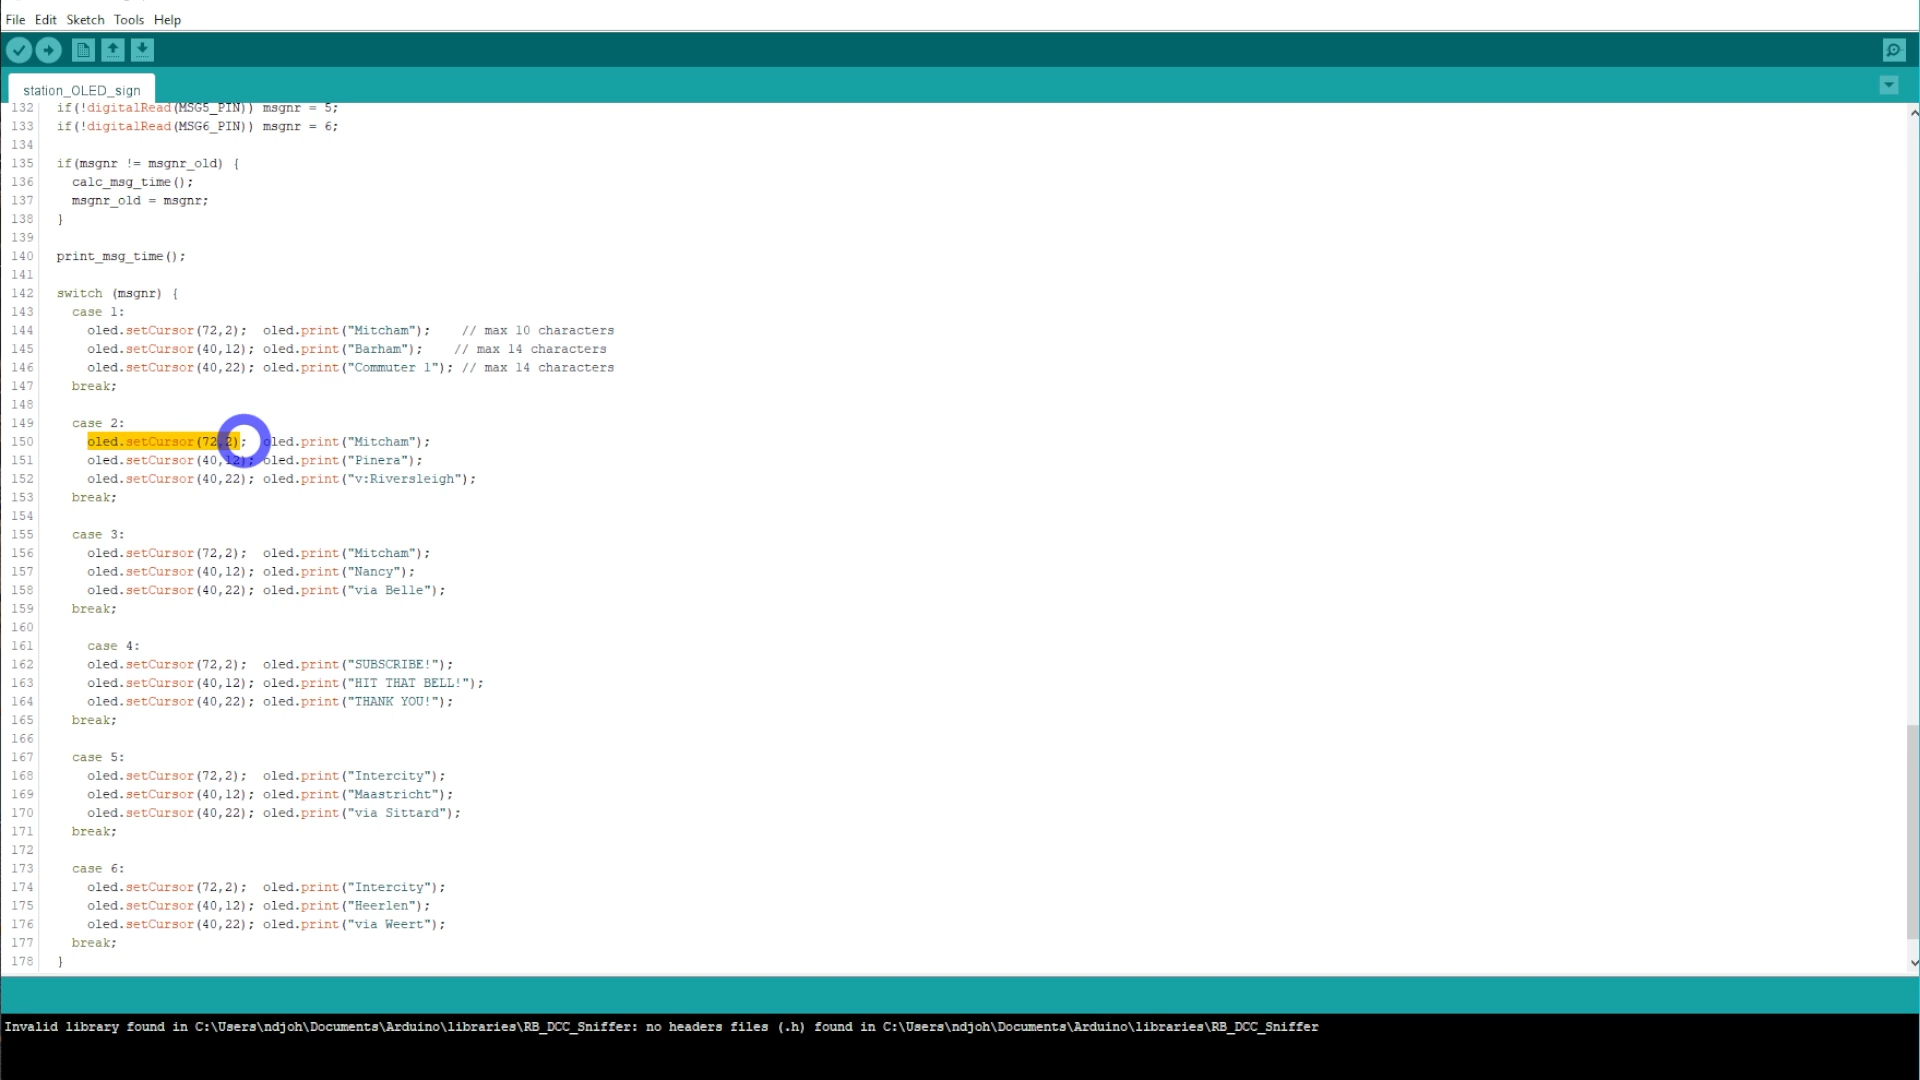 File Edit Sketch Tools Help
station_OLED_sign
132 if(!digitalRead(MSG5_PIN)) msgnr = 5;
133 if(!digitalRead(MSG6_PIN)) msgnr = 6;
134
135 if(msgnr != msgnr_old) {
136 calc_msg_time();
137 msgnr_old = msgnr;
138 }
139
140 print_msg_time();
141
142 switch (msgnr) {
143 case 1:
144 oled.setCursor(72,2); oled.print("Mitcham"); // max 10 characters
145 oled.setCursor(40,12); oled.print("Barham"); // max 14 characters
146 oled.setCursor(40,22); oled.print("Commuter 1"); // max 14 characters
147 break;
148
149 case 2:
150 oled.setCursor(72,2); oled.print("Mitcham");
151 oled.setCursor(40,12); oled.print("Pinera");
152 oled.setCursor(40,22); oled.print("v:Riversleigh");
153 break;
154
155 case 3:
156 oled.setCursor(72,2); oled.print("Mitcham");
157 oled.setCursor(40,12); oled.print("Nancy");
158 oled.setCursor(40,22); oled.print("via Belle");
159 break;
160
161 case 4:
162 oled.setCursor(72,2); oled.print("SUBSCRIBE!");
163 oled.setCursor(40,12); oled.print("HIT THAT BELL!");
164 oled.setCursor(40,22); oled.print("THANK YOU!");
165 break;
166
167 case 5:
168 oled.setCursor(72,2); oled.print("Intercity");
169 oled.setCursor(40,12); oled.print("Maastricht");
170 oled.setCursor(40,22); oled.print("via Sittard");
171 break;
172
173 case 6:
174 oled.setCursor(72,2); oled.print("Intercity");
175 oled.setCursor(40,12); oled.print("Heerlen");
176 oled.setCursor(40,22); oled.print("via Weert");
177 break;
178 }
Invalid library found in C:\Users\ndjoh\Documents\Arduino\libraries\RB_DCC_Sniffer: no headers files (.h) found in C:\Users\ndjoh\Documents\Arduino\libraries\RB_DCC_Sniffer